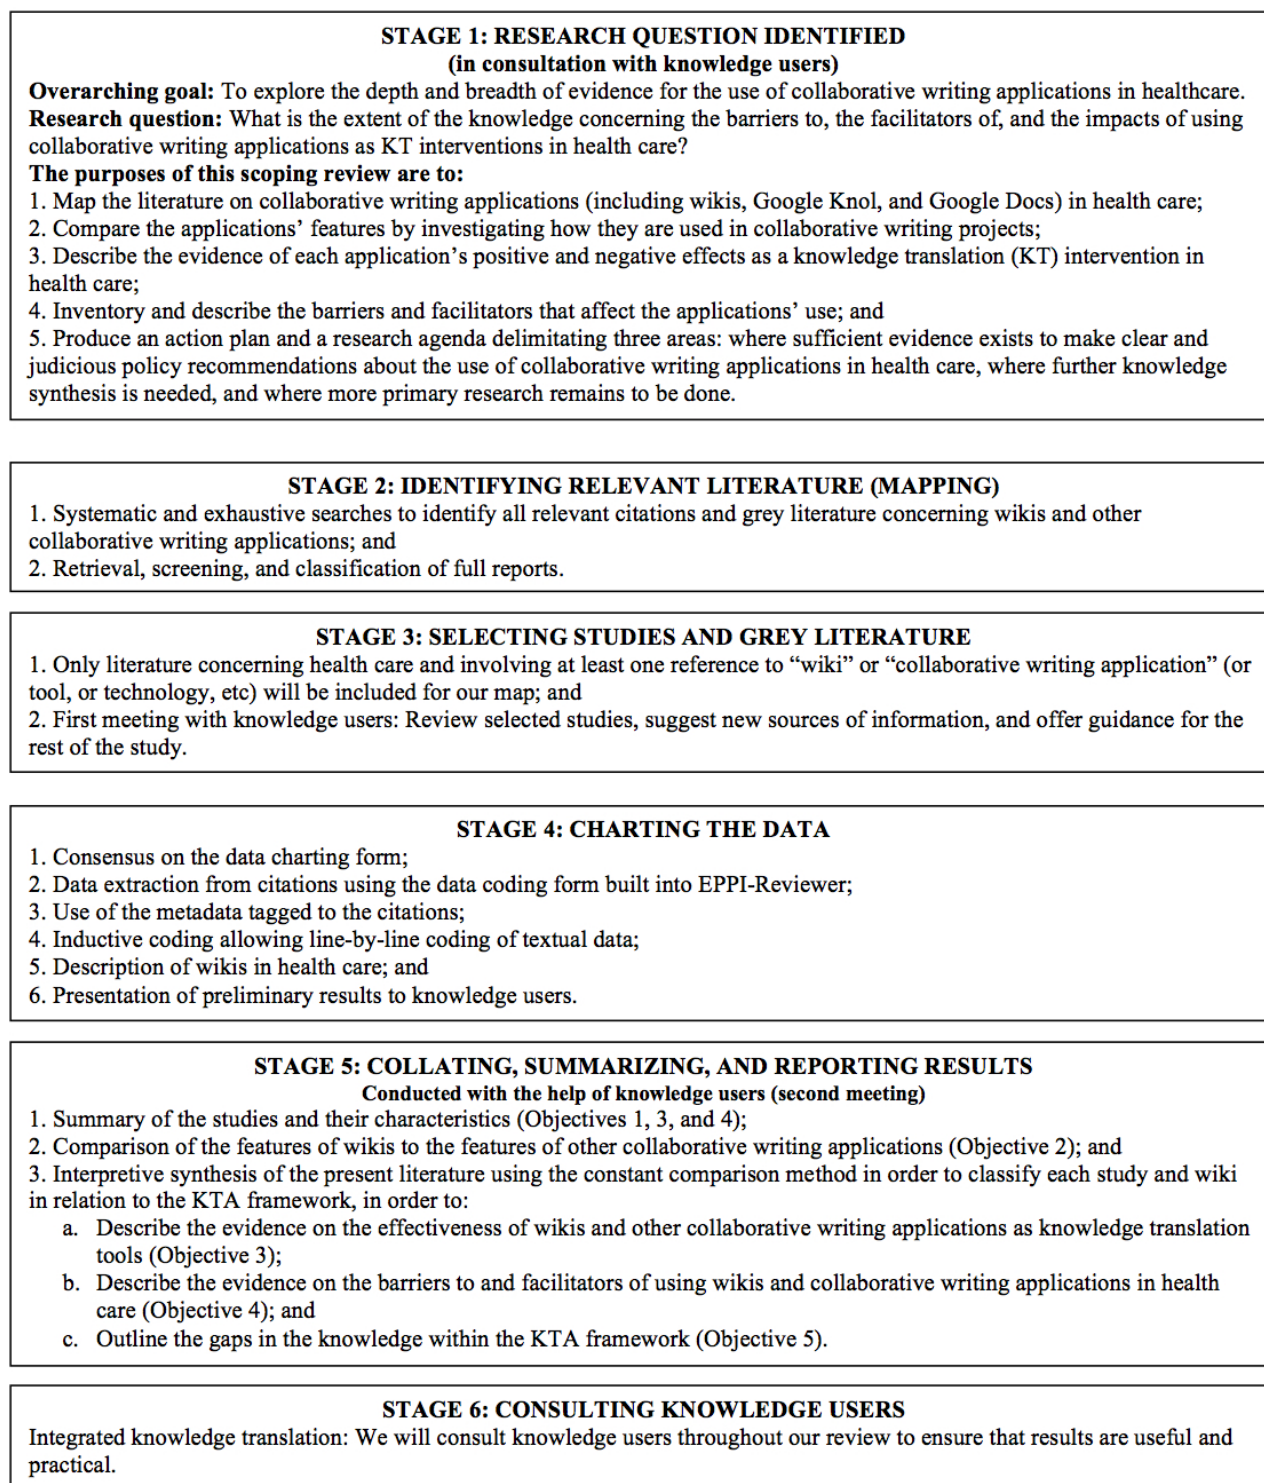 STAGE 1: RESEARCH QUESTION IDENTIFIED
(in consultation with knowledge users)
Overarching goal: To explore the depth and breadth of evidence for the use of collaborative writing applications in healthcare.
Research question: What is the extent of the knowledge concerning the barriers to, the facilitators of, and the impacts of using
collaborative writing applications as KT interventions in health care?
The purposes of this scoping review are to:
1. Map the literature on collaborative writing applications (including wikis, Google Knol, and Google Docs) in health care;
2. Compare the applications’ features by investigating how they are used in collaborative writing projects;
3. Describe the evidence of each application’s positive and negative effects as a knowledge translation (KT) intervention in
health care;
4. Inventory and describe the barriers and facilitators that affect the applications’ use; and
5. Produce an action plan and a research agenda delimitating three areas: where sufficient evidence exists to make clear and
judicious policy recommendations about the use of collaborative writing applications in health care, where further knowledge
synthesis is needed, and where more primary research remains to be done.
STAGE 2: IDENTIFYING RELEVANT LITERATURE (MAPPING)
1. Systematic and exhaustive searches to identify all relevant citations and grey literature concerning wikis and other
collaborative writing applications; and
2. Retrieval, screening, and classification of full reports.
STAGE 3: SELECTING STUDIES AND GREY LITERATURE
1. Only literature concerning health care and involving at least one reference to “wiki” or “collaborative writing application” (or
tool, or technology, etc) will be included for our map; and
2. First meeting with knowledge users: Review selected studies, suggest new sources of information, and offer guidance for the
rest of the study.
STAGE 4: CHARTING THE DATA
1. Consensus on the data charting form;
2. Data extraction from citations using the data coding form built into EPPI-Reviewer;
3. Use of the metadata tagged to the citations;
4. Inductive coding allowing line-by-line coding of textual data;
5. Description of wikis in health care; and
6. Presentation of preliminary results to knowledge users.
STAGE 5: COLLATING, SUMMARIZING, AND REPORTING RESULTS
Conducted with the help of knowledge users (second meeting)
1. Summary of the studies and their characteristics (Objectives 1, 3, and 4);
2. Comparison of the features of wikis to the features of other collaborative writing applications (Objective 2); and
3. Interpretive synthesis of the present literature using the constant comparison method in order to classify each study and wiki
in relation to the KTA framework, in order to:
a. Describe the evidence on the effectiveness of wikis and other collaborative writing applications as knowledge translation
tools (Objective 3);
b. Describe the evidence on the barriers to and facilitators of using wikis and collaborative writing applications in health
care (Objective 4); and
c. Outline the gaps in the knowledge within the KTA framework (Objective 5).
STAGE 6: CONSULTING KNOWLEDGE USERS
Integrated knowledge translation: We will consult knowledge users throughout our review to ensure that results are useful and
practical.